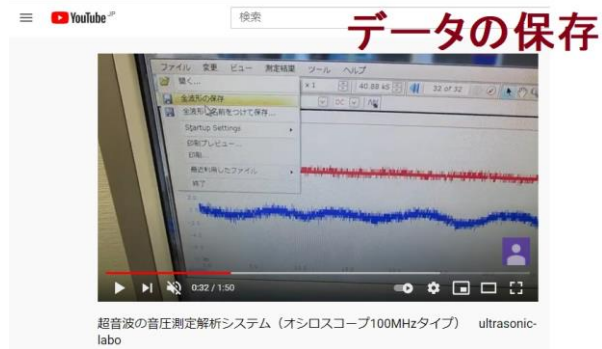 YouTube JP
検索
データの保存
ファイル 変更 ビュー 測定結果 ツール ヘルプ
開く...
x 1 40.88 kS 32 of 32
全波形の保存
DC
全波形に名前をつけて保存...
Startup Settings
印刷プレビュー...
印刷...
最近利用したファイル
終了
0:32 / 1:50
超音波の音圧測定解析システム（オシロスコープ100MHzタイプ） ultrasonic-
labo